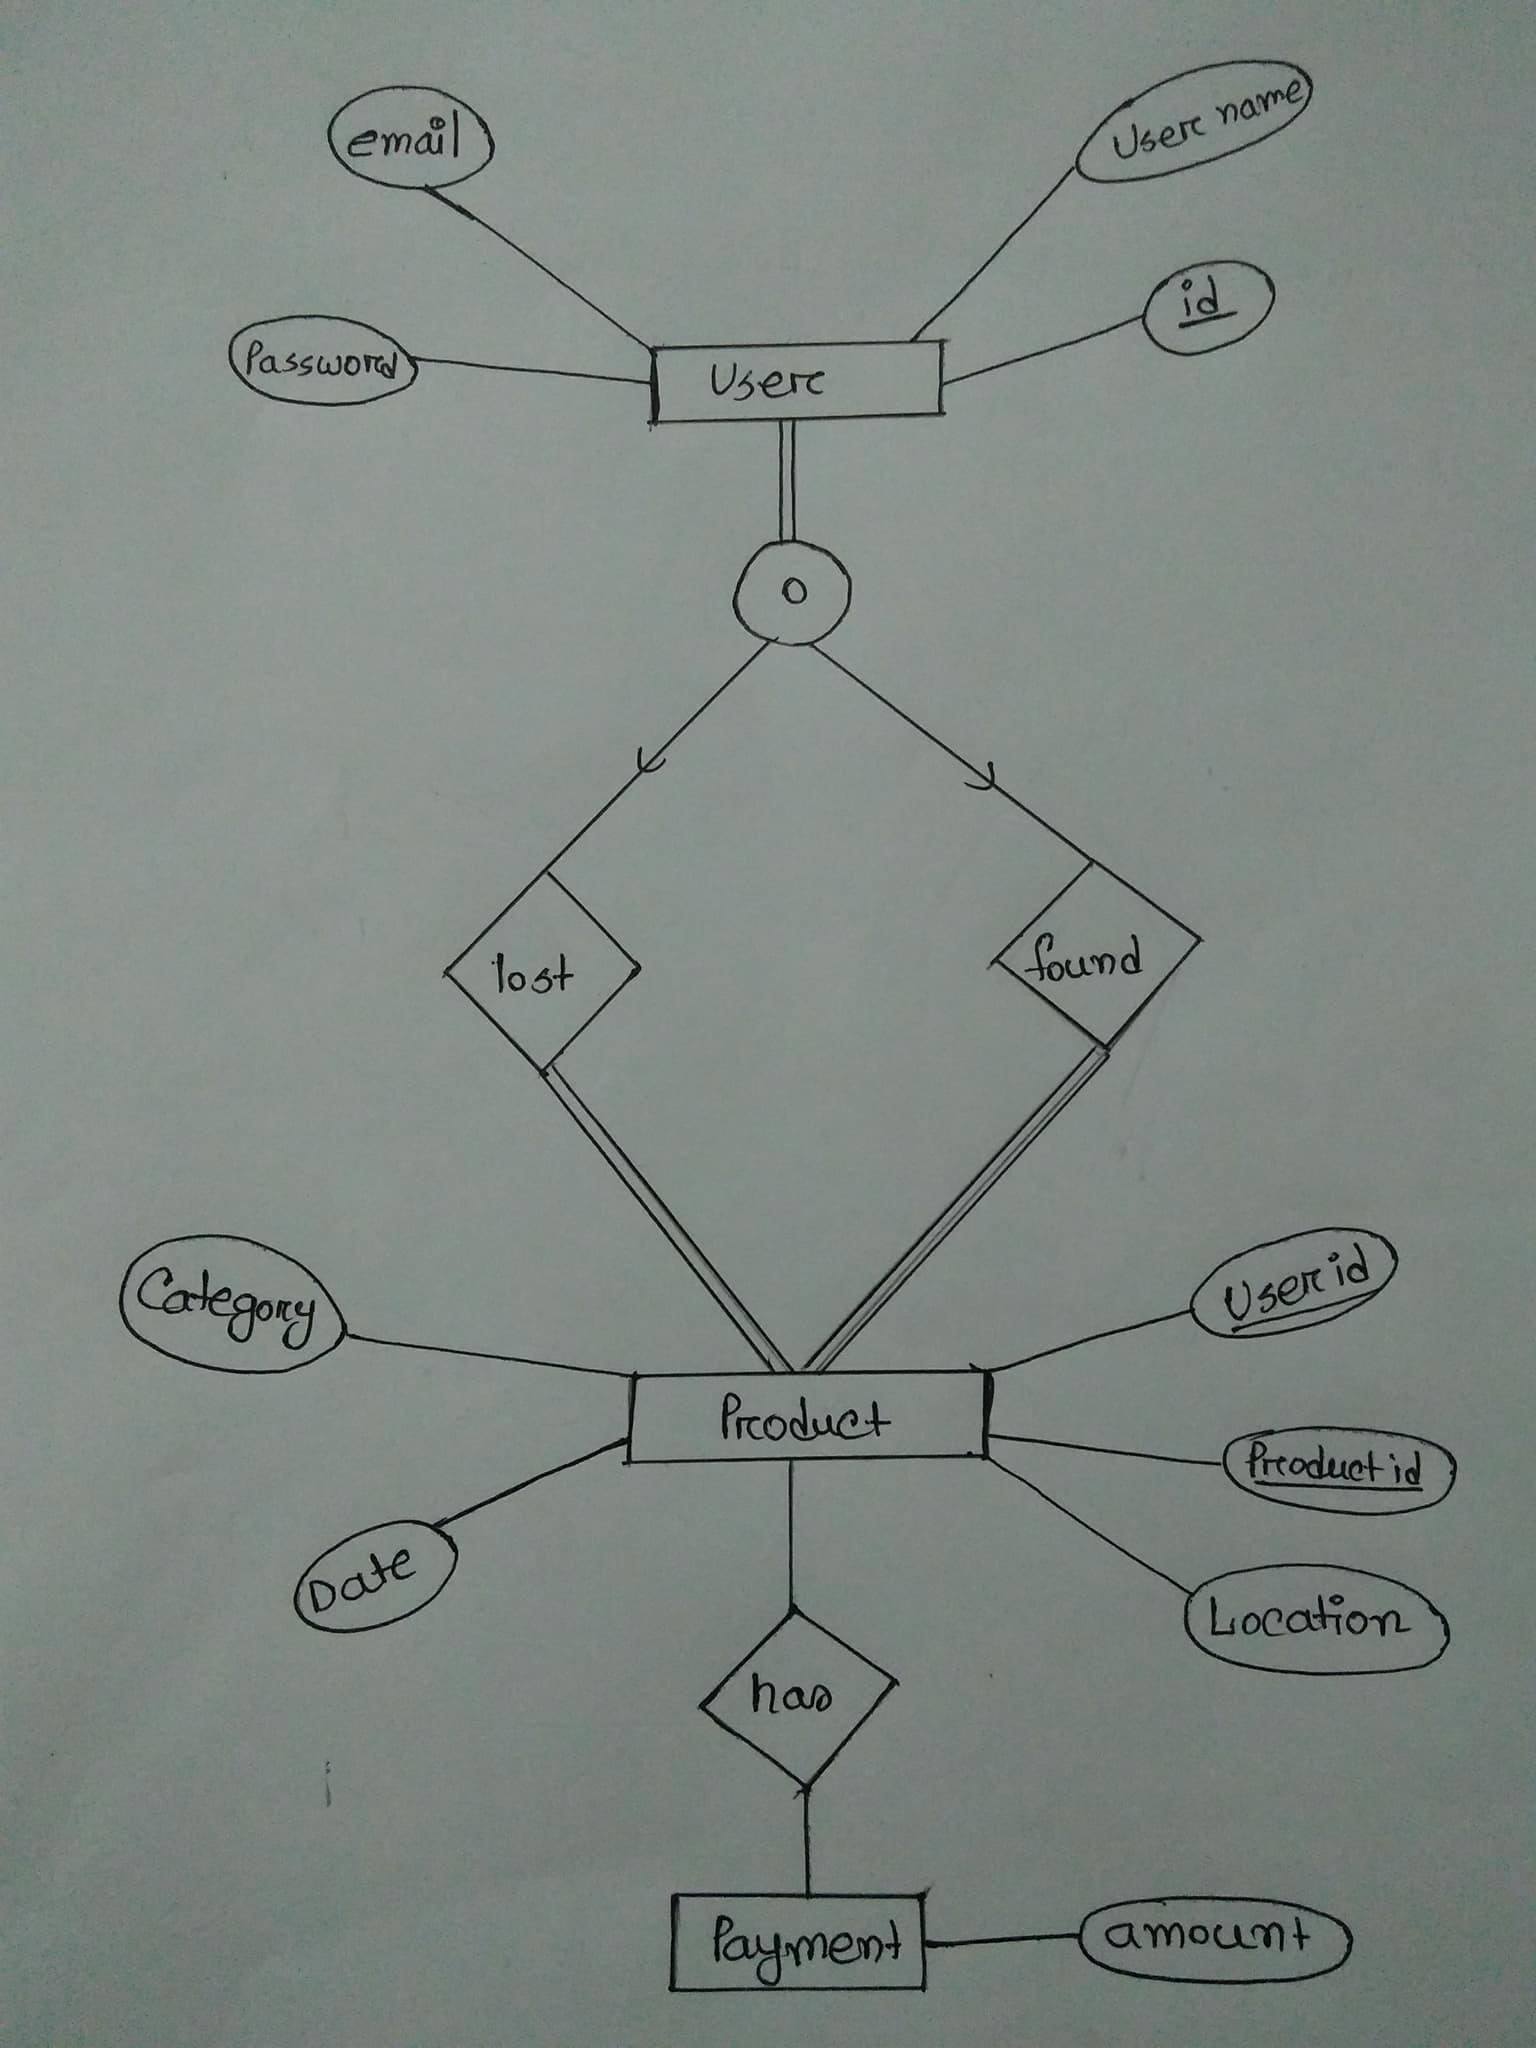 email
User name
Password
id
User
o
lost
found
Category
User id
Product
Product id
Date
Location
has
Payment
amount